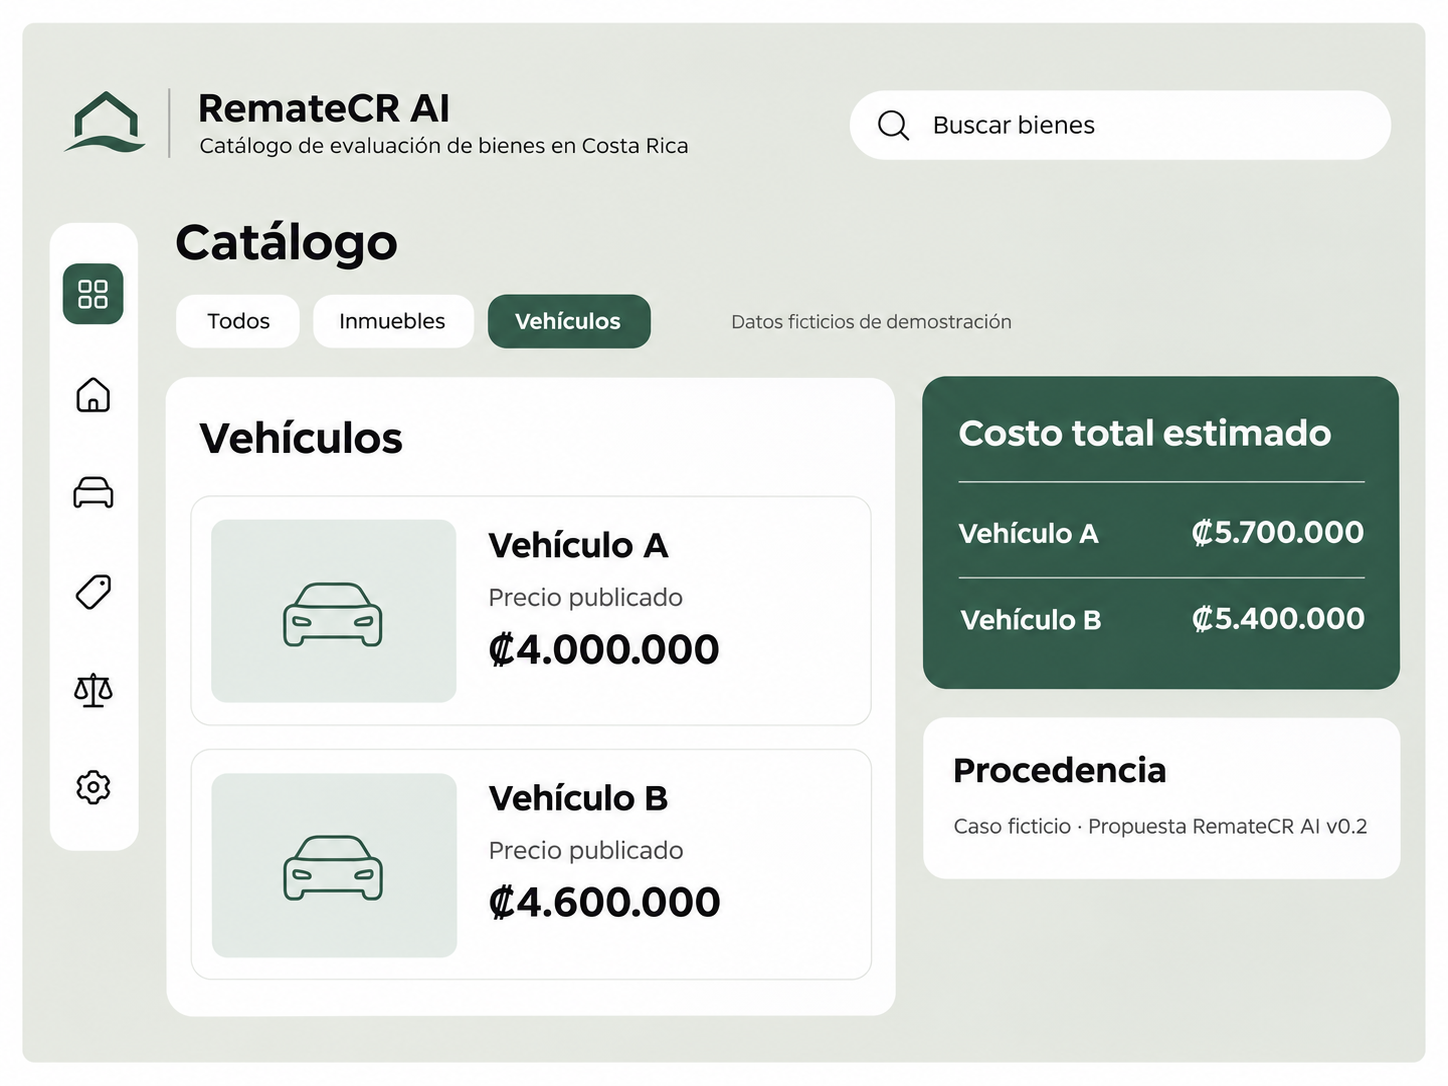 RemateCR AI
Catálogo de evaluación de bienes en Costa Rica
Buscar bienes
Catálogo
Todos
Inmuebles
Vehículos
Datos ficticios de demostración
Vehículos
Vehículo A
Precio publicado
₡4.000.000
Vehículo B
Precio publicado
₡4.600.000
Costo total estimado
Vehículo A ₡5.700.000
Vehículo B ₡5.400.000
Procedencia
Caso ficticio · Propuesta RemateCR AI v0.2